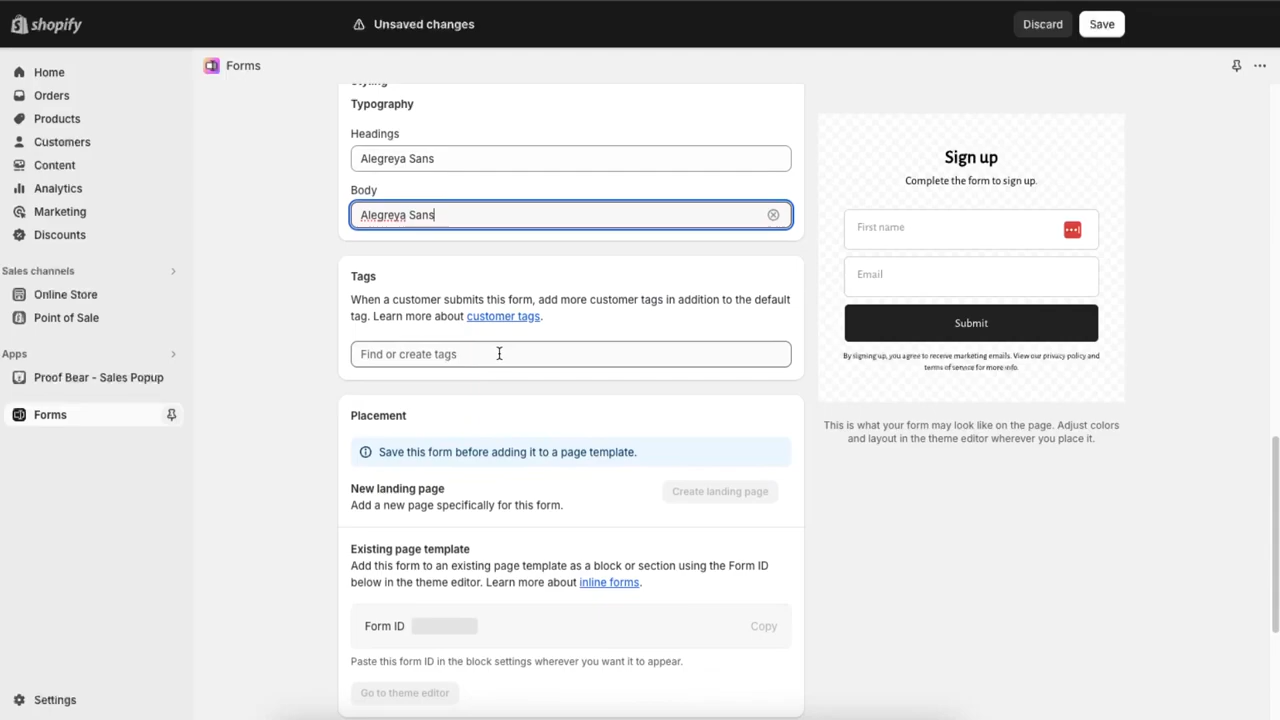 shopify
Unsaved changes
Discard
Save
Home
Orders
Products
Customers
Content
Analytics
Marketing
Discounts
Sales channels
Online Store
Point of Sale
Apps
Proof Bear - Sales Popup
Forms
Settings
Forms
Styling
Typography
Headings
Alegreya Sans
Body
Alegreya Sans
Tags
When a customer submits this form, add more customer tags in addition to the default
tag. Learn more about customer tags.
Find or create tags
Placement
Save this form before adding it to a page template.
New landing page
Add a new page specifically for this form.
Create landing page
Existing page template
Add this form to an existing page template as a block or section using the Form ID
below in the theme editor. Learn more about inline forms.
Form ID
Copy
Paste this form ID in the block settings wherever you want it to appear.
Go to theme editor
Sign up
Complete the form to sign up.
First name
Email
Submit
By signing up, you agree to receive marketing emails. View our privacy policy and
terms of service for more info.
This is what your form may look like on the page. Adjust colors
and layout in the theme editor wherever you place it.